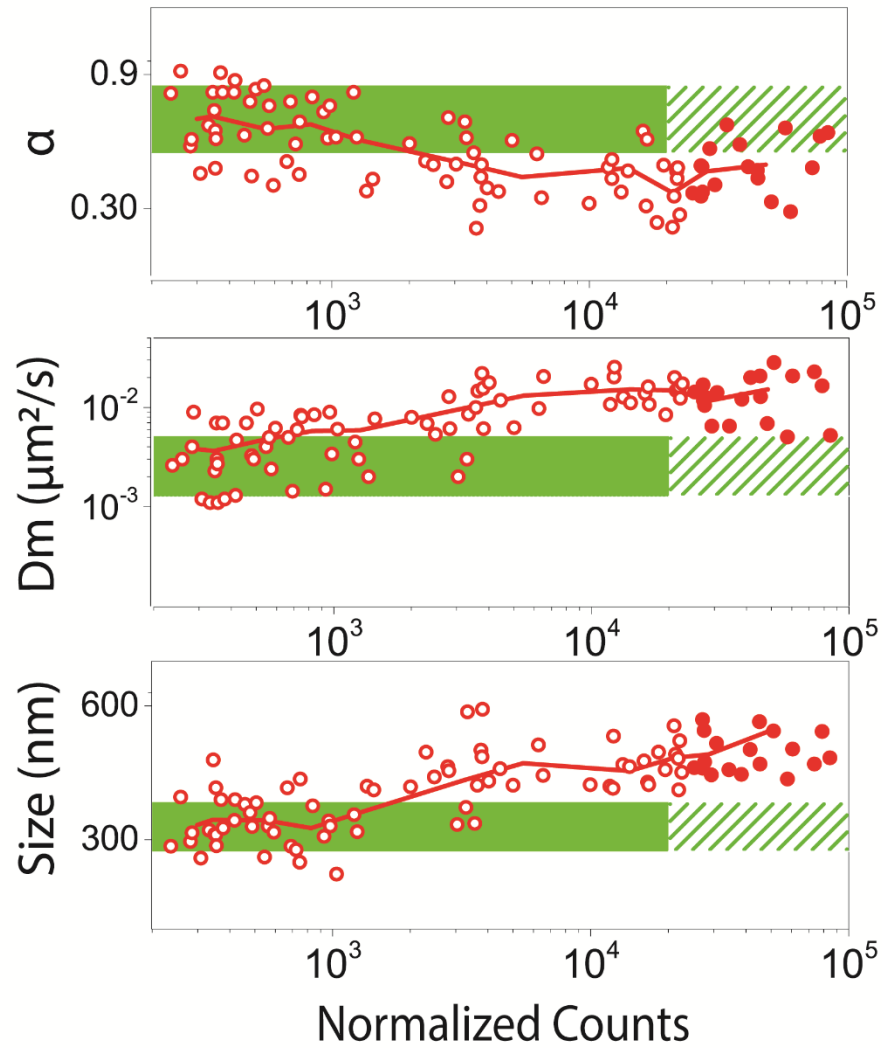 0.9
α
0.30
10³ 10⁴ 10⁵
Dm (µm²/s)
10⁻²
10⁻³
10³ 10⁴ 10⁵
Size (nm)
600
300
10³ 10⁴ 10⁵
Normalized Counts